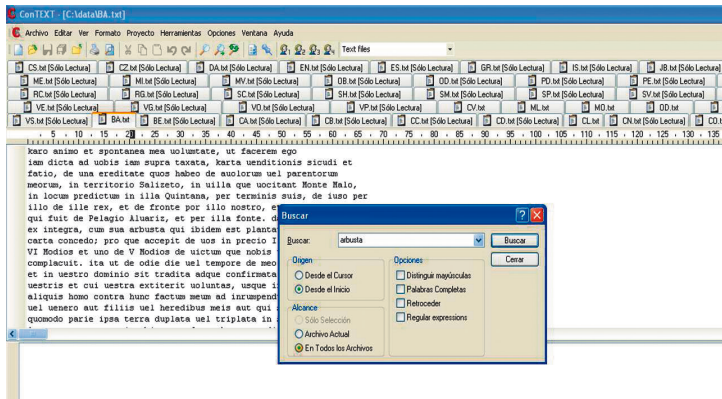 ConTEXT - [C:\data\BA.txt]
Archivo Editar Ver Formato Proyecto Herramientas Opciones Ventana Ayuda
Text files
CS.txt [Sólo Lectura] CZ.txt [Sólo Lectura] DA.txt [Sólo Lectura] EN.txt [Sólo Lectura] ES.txt [Sólo Lectura] GR.txt [Sólo Lectura] IS.txt [Sólo Lectura] JB.txt [Sólo Lectura]
ME.txt [Sólo Lectura] MI.txt [Sólo Lectura] MV.txt [Sólo Lectura] OB.txt [Sólo Lectura] OD.txt [Sólo Lectura] PD.txt [Sólo Lectura] PE.txt [Sólo Lectura]
RC.txt [Sólo Lectura] RG.txt [Sólo Lectura] SC.txt [Sólo Lectura] SH.txt [Sólo Lectura] SM.txt [Sólo Lectura] SP.txt [Sólo Lectura] SV.txt [Sólo Lectura]
VE.txt [Sólo Lectura] VG.txt [Sólo Lectura] VO.txt [Sólo Lectura] VP.txt [Sólo Lectura] CV.txt ML.txt MO.txt OO.txt
VS.txt [Sólo Lectura] BA.txt BE.txt [Sólo Lectura] CA.txt [Sólo Lectura] CB.txt [Sólo Lectura] CC.txt [Sólo Lectura] CD.txt [Sólo Lectura] CL.txt CN.txt [Sólo Lectura] CO.t
5 10 15 20 25 30 35 40 45 50 55 60 65 70 75 80 85 90 95 100 105 110 115 120 125 130 135
karo animo et spontanea mea uolumtate, ut facerem ego
iam dicta ad uobis iam supra taxata, karta uenditionis sicudi et
fatio, de una ereditate quos habeo de auolorum uel parentorum
meorum, in territorio Salizeto, in uilla que uocitant Monte Malo,
in locum predictum in illa Quintana, per terminis suis, de iuso per
illo de ille rex, et de fronte por illo nostro, e
qui fuit de Pelagio Aluariz, et per illa fonte. da
ex integra, cum sua arbusta qui ibidem est plantat
carta concedo; pro que accepit de uos in precio I
VI Modios et uno de V Modios de uictum que nobis
complacuit. ita ut de odie die uel tempore de meo
et in uestro dominio sit tradita adque confirmata
uestris et cui uestra extiterit uoluntas, usque i
aliquis homo contra hunc factum meum ad inrumpend
uel uenero aut filiis uel heredibus meis aut qui
quomodo parie ipsa terra duplata uel triplata in
Buscar
Buscar: arbusta Buscar
Cerrar
Origen
Desde el Cursor
Desde el Inicio
Alcance
Sólo Selección
Archivo Actual
En Todos los Archivos
Opciones
Distinguir mayúsculas
Palabras Completas
Retroceder
Regular expressions